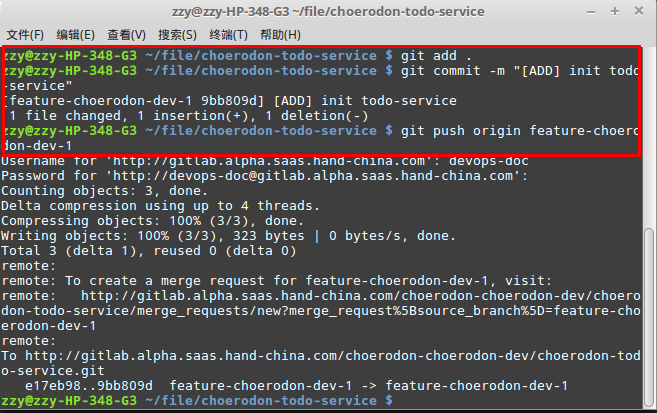 zzy@zzy-HP-348-G3 ~/file/choerodon-todo-service
文件(F) 编辑(E) 查看(V) 搜索(S) 终端(T) 帮助(H)
zzy@zzy-HP-348-G3 ~/file/choerodon-todo-service $ git add .
zzy@zzy-HP-348-G3 ~/file/choerodon-todo-service $ git commit -m "[ADD] init todo
-service"
[feature-choerodon-dev-1 9bb809d] [ADD] init todo-service
 1 file changed, 1 insertion(+), 1 deletion(-)
zzy@zzy-HP-348-G3 ~/file/choerodon-todo-service $ git push origin feature-choero
don-dev-1
Username for 'http://gitlab.alpha.saas.hand-china.com': devops-doc
Password for 'http://devops-doc@gitlab.alpha.saas.hand-china.com':
Counting objects: 3, done.
Delta compression using up to 4 threads.
Compressing objects: 100% (3/3), done.
Writing objects: 100% (3/3), 323 bytes | 0 bytes/s, done.
Total 3 (delta 1), reused 0 (delta 0)
remote:
remote: To create a merge request for feature-choerodon-dev-1, visit:
remote:   http://gitlab.alpha.saas.hand-china.com/choerodon-choerodon-dev/choero
don-todo-service/merge_requests/new?merge_request%5Bsource_branch%5D=feature-cho
erodon-dev-1
remote:
To http://gitlab.alpha.saas.hand-china.com/choerodon-choerodon-dev/choerodon-tod
o-service.git
   e17eb98..9bb809d  feature-choerodon-dev-1 -> feature-choerodon-dev-1
zzy@zzy-HP-348-G3 ~/file/choerodon-todo-service $